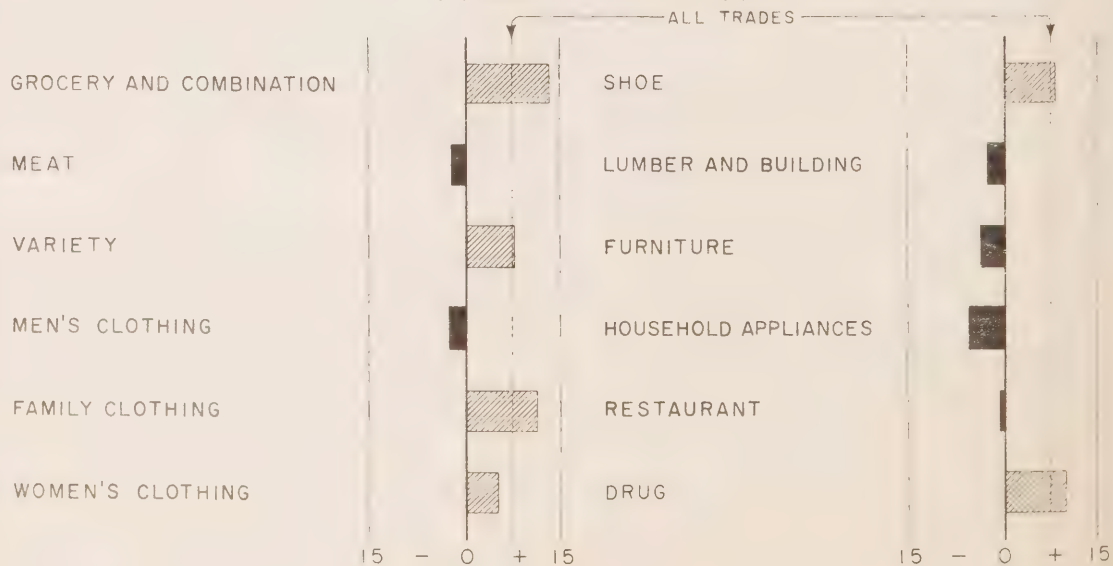 ALL TRADES
GROCERY AND COMBINATION
MEAT
VARIETY
MEN'S CLOTHING
FAMILY CLOTHING
WOMEN'S CLOTHING
15 - 0 + 15
SHOE
LUMBER AND BUILDING
FURNITURE
HOUSEHOLD APPLIANCES
RESTAURANT
DRUG
15 - 0 + 15